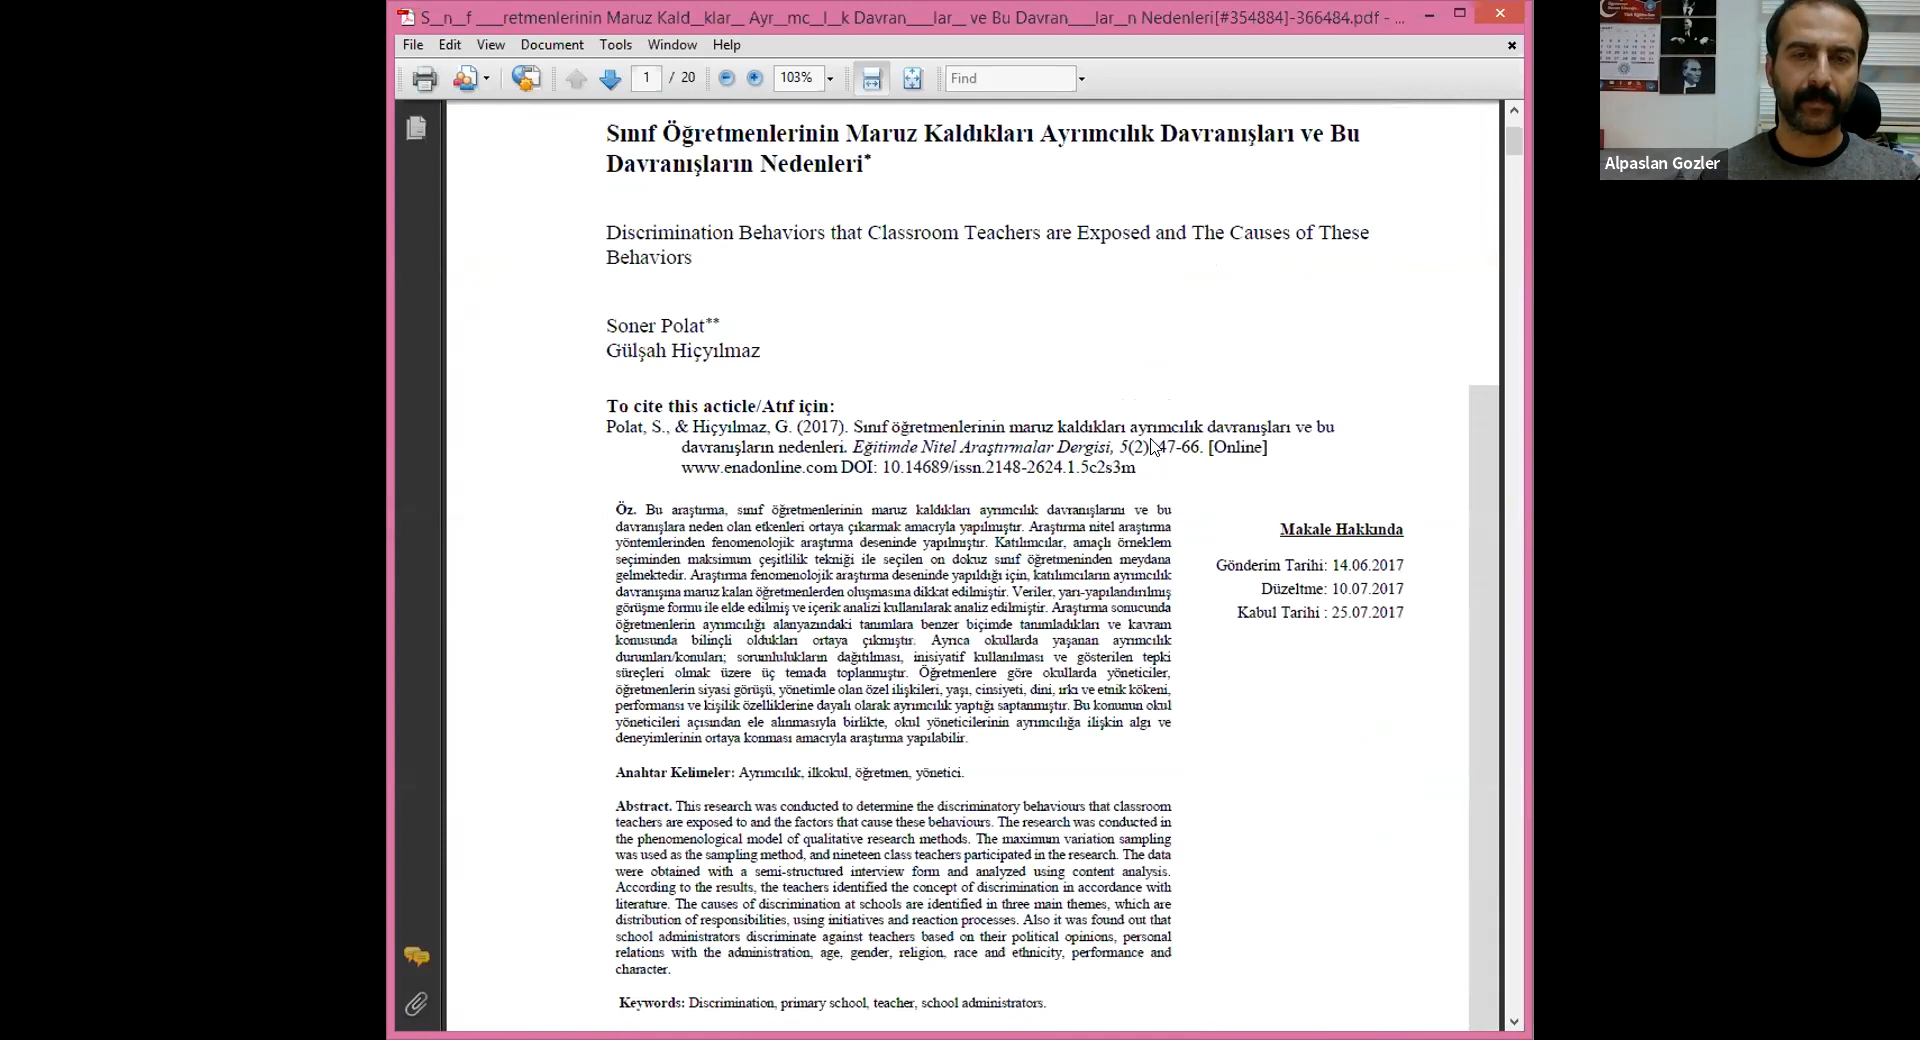 S__n__f ____retmenlerinin Maruz Kald__klar__ Ayr__mc__l__k Davran____lar__ ve Bu Davran____lar__n Nedenleri[#354884]-366484.pdf - ...
File Edit View Document Tools Window Help
1 / 20 103% Find
Sınıf Öğretmenlerinin Maruz Kaldıkları Ayrımcılık Davranışları ve Bu
Davranışların Nedenleri*
Discrimination Behaviors that Classroom Teachers are Exposed and The Causes of These
Behaviors
Soner Polat**
Gülşah Hiçyılmaz
To cite this acticle/Atıf için:
Polat, S., & Hiçyılmaz, G. (2017). Sınıf öğretmenlerinin maruz kaldıkları ayrımcılık davranışları ve bu
davranışların nedenleri. Eğitimde Nitel Araştırmalar Dergisi, 5(2) 47-66. [Online]
www.enadonline.com DOI: 10.14689/issn.2148-2624.1.5c2s3m
Öz. Bu araştırma, sınıf öğretmenlerinin maruz kaldıkları ayrımcılık davranışlarını ve bu
davranışlara neden olan etkenleri ortaya çıkarmak amacıyla yapılmıştır. Araştırma nitel araştırma
yöntemlerinden fenomenolojik araştırma deseninde yapılmıştır. Katılımcılar, amaçlı örneklem
seçiminden maksimum çeşitlilik tekniği ile seçilen on dokuz sınıf öğretmeninden meydana
gelmektedir. Araştırma fenomenolojik araştırma deseninde yapıldığı için, katılımcıların ayrımcılık
davranışına maruz kalan öğretmenlerden oluşmasına dikkat edilmiştir. Veriler, yarı-yapılandırılmış
görüşme formu ile elde edilmiş ve içerik analizi kullanılarak analiz edilmiştir. Araştırma sonucunda
öğretmenlerin ayrımcılığı alanyazındaki tanımlara benzer biçimde tanımladıkları ve kavram
konusunda bilinçli oldukları ortaya çıkmıştır. Ayrıca okullarda yaşanan ayrımcılık
durumları/konuları; sorumlulukların dağıtılması, inisiyatif kullanılması ve gösterilen tepki
süreçleri olmak üzere üç temada toplanmıştır. Öğretmenlere göre okullarda yöneticiler,
öğretmenlerin siyasi görüşü, yönetimle olan özel ilişkileri, yaşı, cinsiyeti, dini, ırkı ve etnik kökeni,
performansı ve kişilik özelliklerine dayalı olarak ayrımcılık yaptığı saptanmıştır. Bu konunun okul
yöneticileri açısından ele alınmasıyla birlikte, okul yöneticilerinin ayrımcılığa ilişkin algı ve
deneyimlerinin ortaya konması amacıyla araştırma yapılabilir.
Makale Hakkında
Gönderim Tarihi: 14.06.2017
Düzeltme: 10.07.2017
Kabul Tarihi : 25.07.2017
Anahtar Kelimeler: Ayrımcılık, ilkokul, öğretmen, yönetici.
Abstract. This research was conducted to determine the discriminatory behaviours that classroom
teachers are exposed to and the factors that cause these behaviours. The research was conducted in
the phenomenological model of qualitative research methods. The maximum variation sampling
was used as the sampling method, and nineteen class teachers participated in the research. The data
were obtained with a semi-structured interview form and analyzed using content analysis.
According to the results, the teachers identified the concept of discrimination in accordance with
literature. The causes of discrimination at schools are identified in three main themes, which are
distribution of responsibilities, using initiatives and reaction processes. Also it was found out that
school administrators discriminate against teachers based on their political opinions, personal
relations with the administration, age, gender, religion, race and ethnicity, performance and
character.
Keywords: Discrimination, primary school, teacher, school administrators.
Alpaslan Gozler